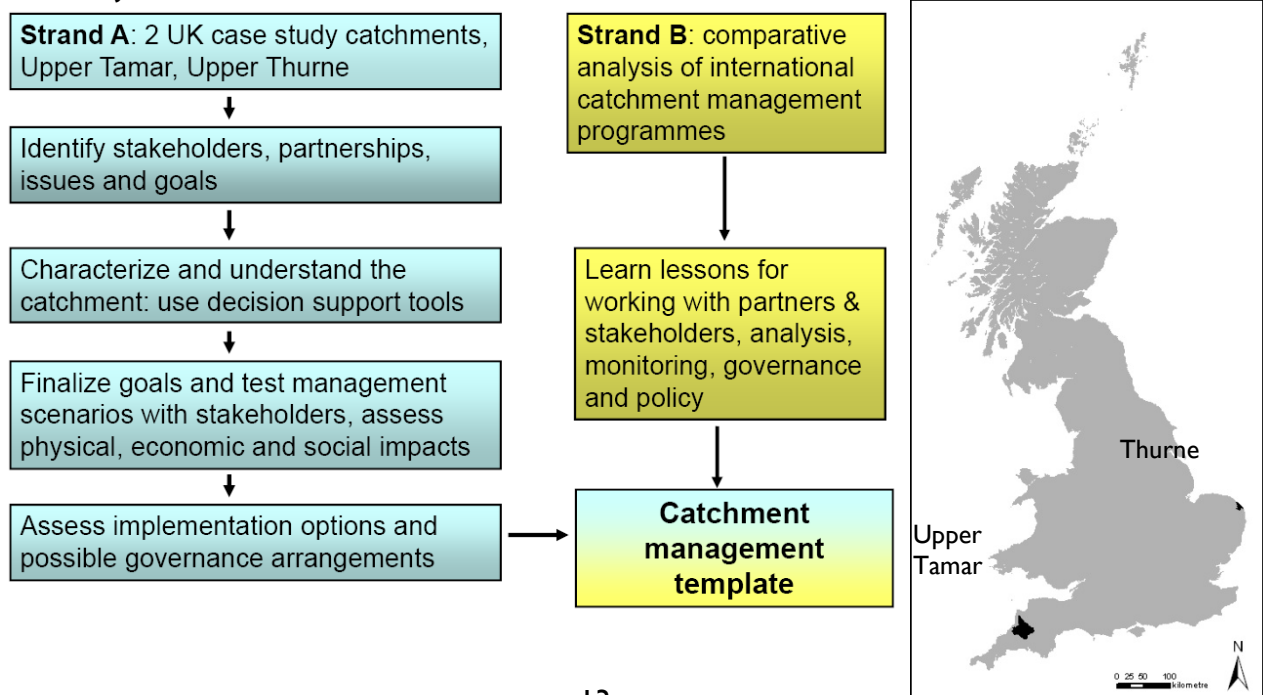 Strand A: 2 UK case study catchments,
Upper Tamar, Upper Thurne
Identify stakeholders, partnerships,
issues and goals
Characterize and understand the
catchment: use decision support tools
Finalize goals and test management
scenarios with stakeholders, assess
physical, economic and social impacts
Assess implementation options and
possible governance arrangements
Strand B: comparative
analysis of international
catchment management
programmes
Learn lessons for
working with partners &
stakeholders, analysis,
monitoring, governance
and policy
Catchment
management
template
Thurne
Upper
Tamar
N
0 25 50 100
kilometre